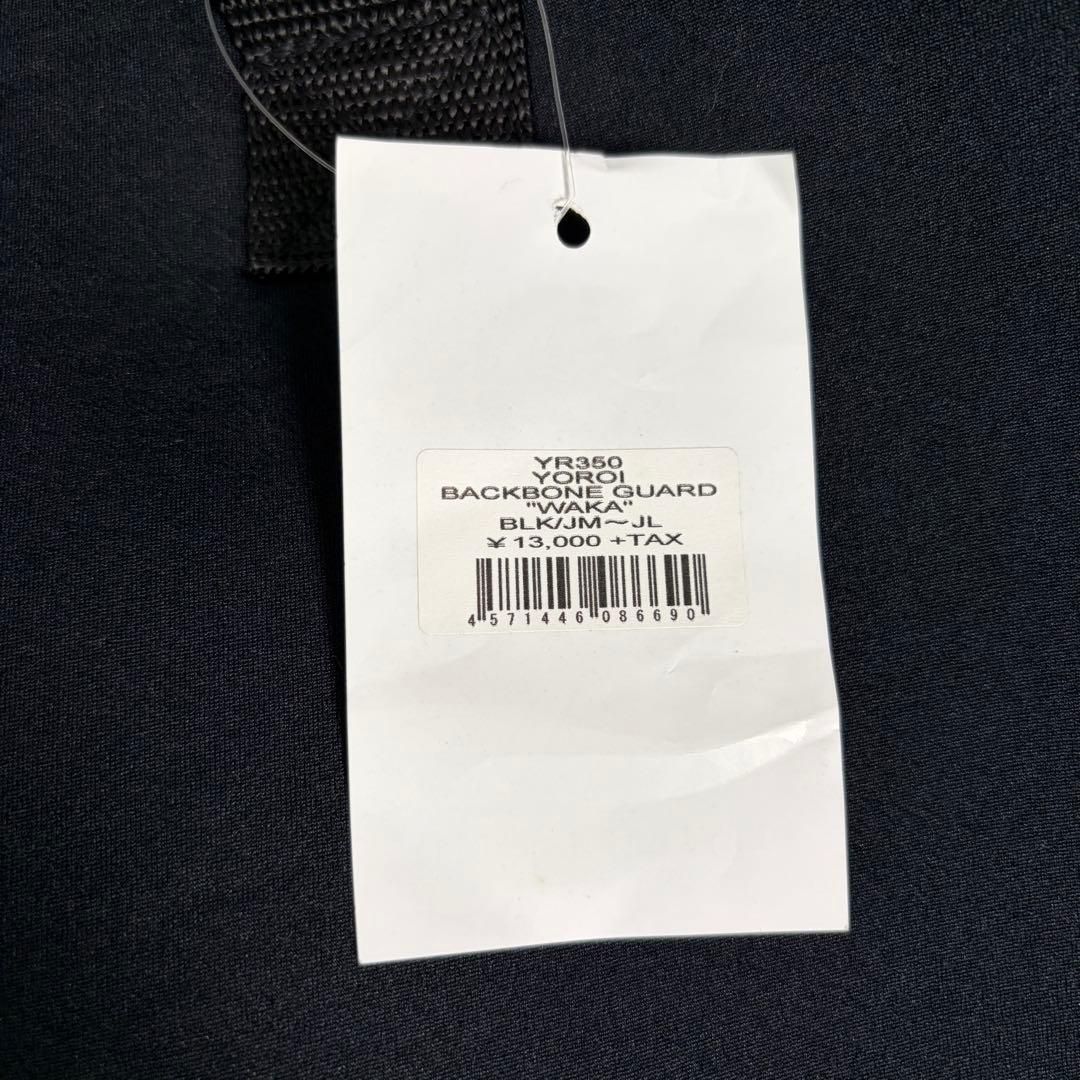 YR350
YOROI
BACKBONE GUARD
"WAKA"
BLK/JM～JL
¥13,000 +TAX
4571446086690